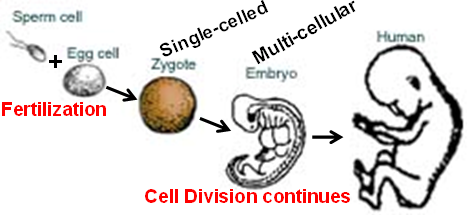 Sperm cell
+
Egg cell
Fertilization
Single-celled
Zygote
Multi-cellular
Embryo
Cell Division continues
Human